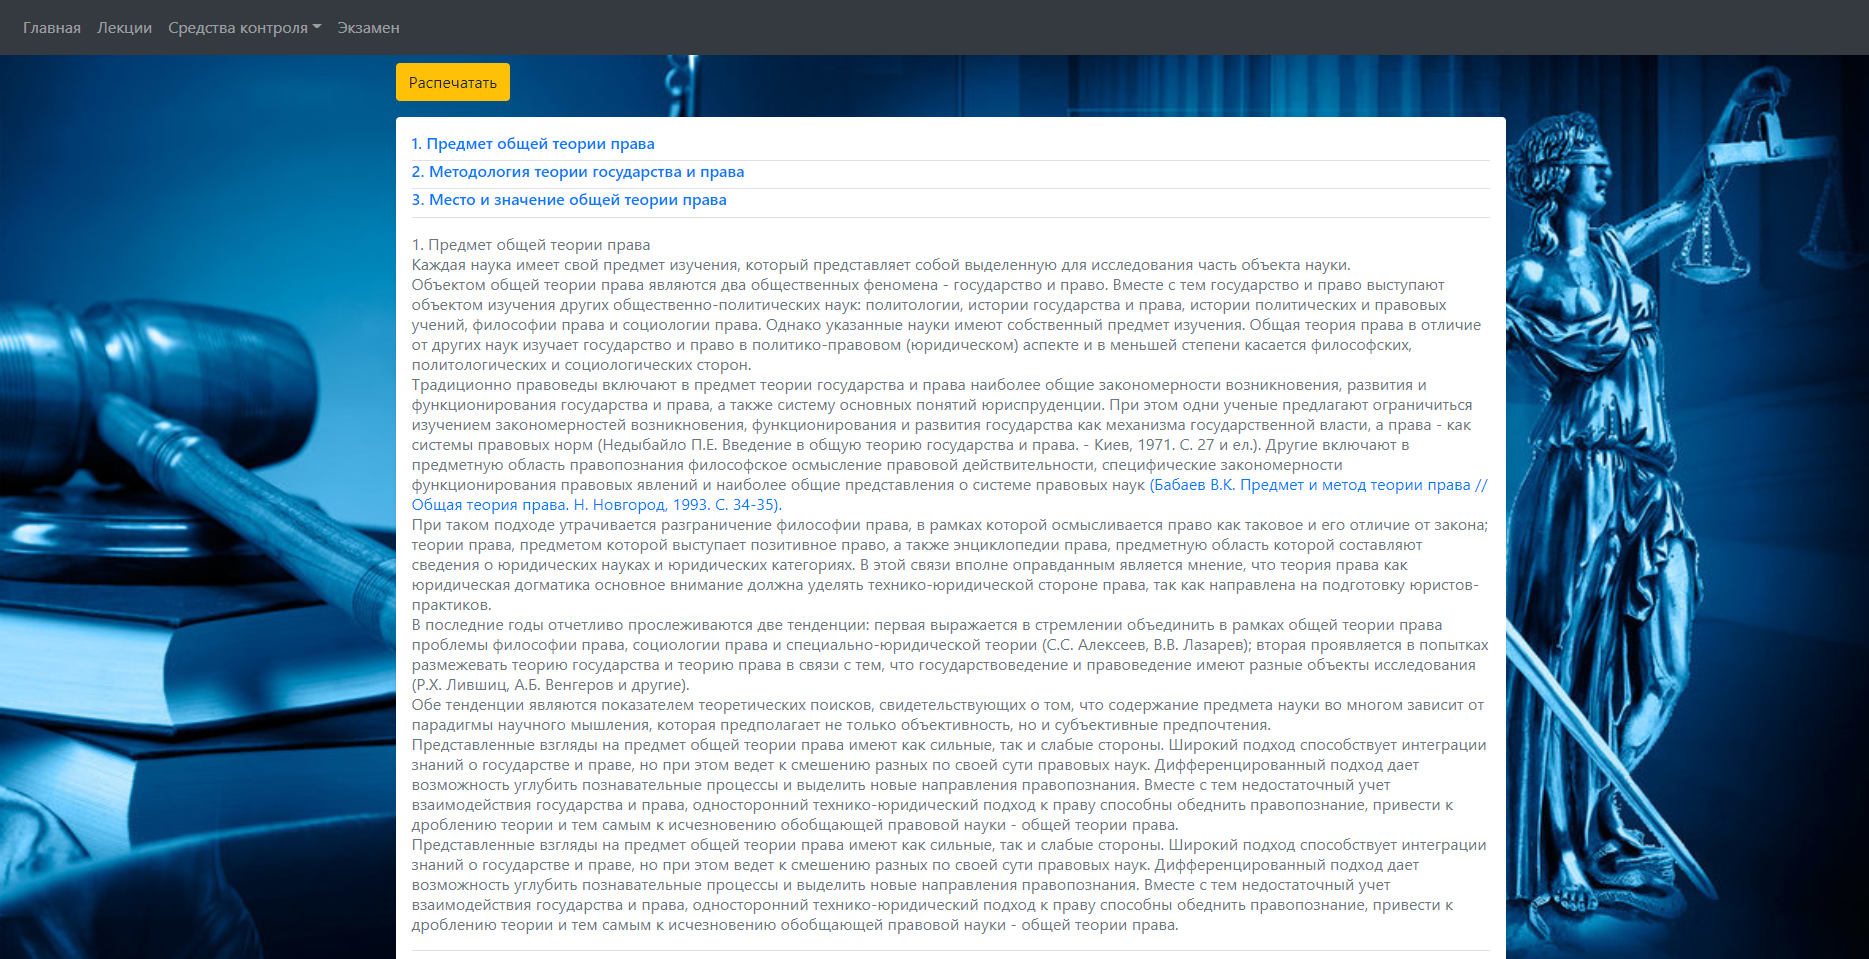 Главная Лекции Средства контроля Экзамен
Распечатать
1. Предмет общей теории права
2. Методология теории государства и права
3. Место и значение общей теории права
1. Предмет общей теории права
Каждая наука имеет свой предмет изучения, который представляет собой выделенную для исследования часть объекта науки.
Объектом общей теории права являются два общественных феномена - государство и право. Вместе с тем государство и право выступают
объектом изучения других общественно-политических наук: политологии, истории государства и права, истории политических и правовых
учений, философии права и социологии права. Однако указанные науки имеют собственный предмет изучения. Общая теория права в отличие
от других наук изучает государство и право в политико-правовом (юридическом) аспекте и в меньшей степени касается философских,
политологических и социологических сторон.
Традиционно правоведы включают в предмет теории государства и права наиболее общие закономерности возникновения, развития и
функционирования государства и права, а также систему основных понятий юриспруденции. При этом одни ученые предлагают ограничиться
изучением закономерностей возникновения, функционирования и развития государства как механизма государственной власти, а права - как
системы правовых норм (Недыбайло П.Е. Введение в общую теорию государства и права. - Киев, 1971. С. 27 и ел.). Другие включают в
предметную область правопознания философское осмысление правовой действительности, специфические закономерности
функционирования правовых явлений и наиболее общие представления о системе правовых наук (Бабаев В.К. Предмет и метод теории права //
Общая теория права. Н. Новгород, 1993. С. 34-35).
При таком подходе утрачивается разграничение философии права, в рамках которой осмысливается право как таковое и его отличие от закона;
теории права, предметом которой выступает позитивное право, а также энциклопедии права, предметную область которой составляют
сведения о юридических науках и юридических категориях. В этой связи вполне оправданным является мнение, что теория права как
юридическая догматика основное внимание должна уделять технико-юридической стороне права, так как направлена на подготовку юристов-
практиков.
В последние годы отчетливо прослеживаются две тенденции: первая выражается в стремлении объединить в рамках общей теории права
проблемы философии права, социологии права и специально-юридической теории (С.С. Алексеев, В.В. Лазарев); вторая проявляется в попытках
размежевать теорию государства и теорию права в связи с тем, что государствоведение и правоведение имеют разные объекты исследования
(Р.Х. Лившиц, А.Б. Венгеров и другие).
Обе тенденции являются показателем теоретических поисков, свидетельствующих о том, что содержание предмета науки во многом зависит от
парадигмы научного мышления, которая предполагает не только объективность, но и субъективные предпочтения.
Представленные взгляды на предмет общей теории права имеют как сильные, так и слабые стороны. Широкий подход способствует интеграции
знаний о государстве и праве, но при этом ведет к смешению разных по своей сути правовых наук. Дифференцированный подход дает
возможность углубить познавательные процессы и выделить новые направления правопознания. Вместе с тем недостаточный учет
взаимодействия государства и права, односторонний технико-юридический подход к праву способны обеднить правопознание, привести к
дроблению теории и тем самым к исчезновению обобщающей правовой науки - общей теории права.
Представленные взгляды на предмет общей теории права имеют как сильные, так и слабые стороны. Широкий подход способствует интеграции
знаний о государстве и праве, но при этом ведет к смешению разных по своей сути правовых наук. Дифференцированный подход дает
возможность углубить познавательные процессы и выделить новые направления правопознания. Вместе с тем недостаточный учет
взаимодействия государства и права, односторонний технико-юридический подход к праву способны обеднить правопознание, привести к
дроблению теории и тем самым к исчезновению обобщающей правовой науки - общей теории права.